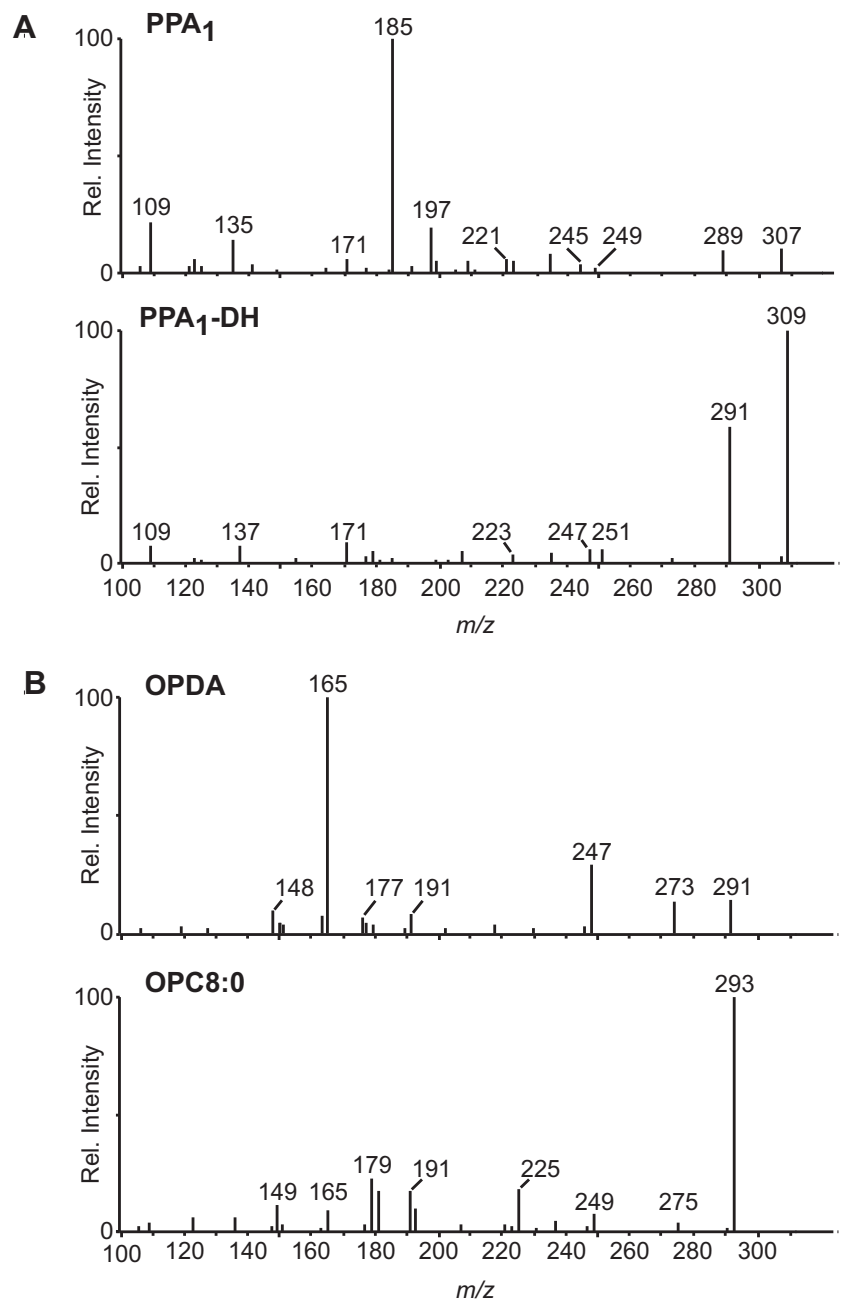 A
PPA1
185
100
Rel. Intensity
109
135
171
197
221
245
249
289
307
0
PPA1-DH
309
100
Rel. Intensity
291
109
137
171
223
247
251
0
100 120 140 160 180 200 220 240 260 280 300
m/z
B
OPDA
165
100
Rel. Intensity
148
177
191
247
273
291
0
OPC8:0
293
100
Rel. Intensity
149
165
179
191
225
249
275
0
100 120 140 160 180 200 220 240 260 280 300
m/z